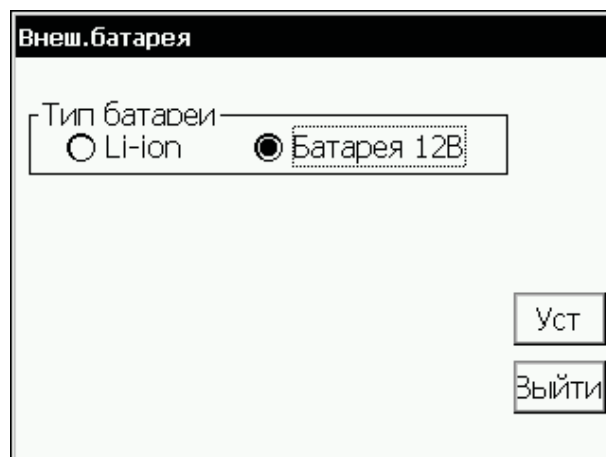 Внеш.батарея
Тип батареи
Li-ion Батарея 12В
Уст
Выйти